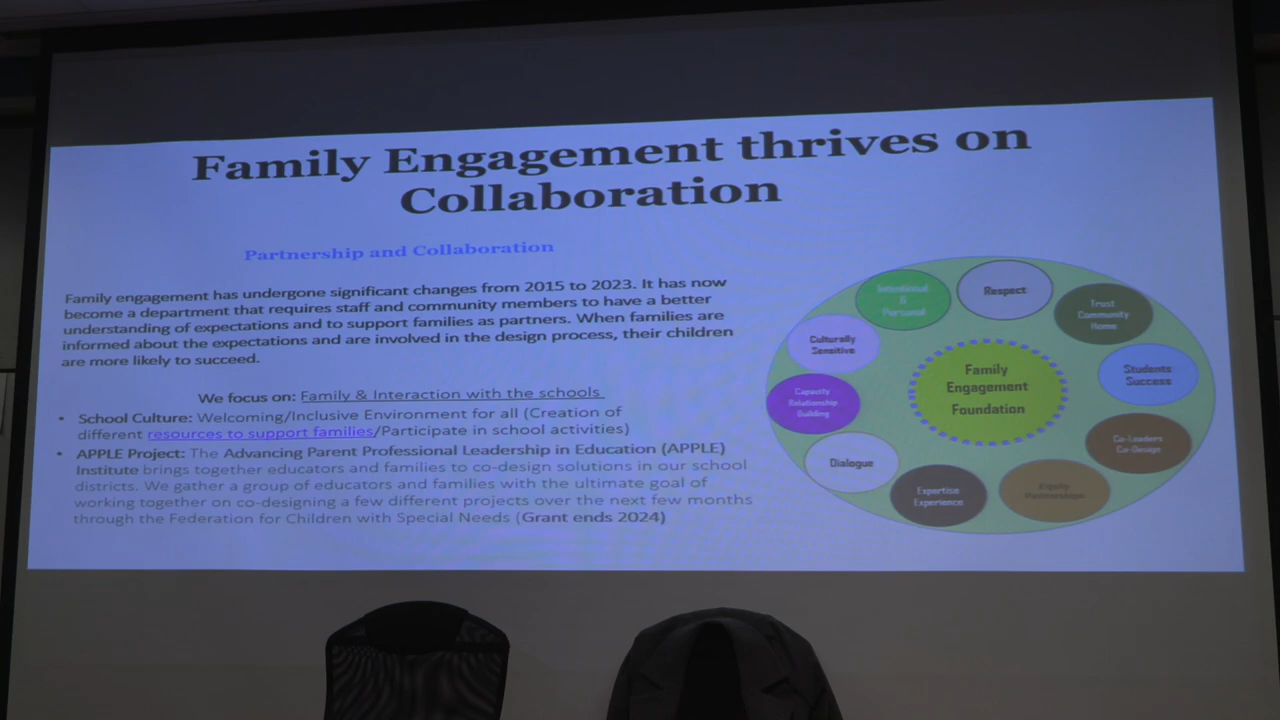 Family Engagement thrives on
Collaboration
Partnership and Collaboration
Family engagement has undergone significant changes from 2015 to 2023. It has now
become a department that requires staff and community members to have a better
understanding of expectations and to support families as partners. When families are
informed about the expectations and are involved in the design process, their children
are more likely to succeed.
We focus on: Family & Interaction with the schools
• School Culture: Welcoming/Inclusive Environment for all (Creation of
different resources to support families/Participate in school activities)
• APPLE Project: The Advancing Parent Professional Leadership in Education (APPLE)
Institute brings together educators and families to co-design solutions in our school
districts. We gather a group of educators and families with the ultimate goal of
working together on co-designing a few different projects over the next few months
through the Federation for Children with Special Needs (Grant ends 2024)
Intentional
&
Personal
Respect
Trust
Community
Home
Students
Success
Co-Leaders
Co-Design
Equity
Partnerships
Expertise
Experience
Dialogue
Capacity
Relationship
Building
Culturally
Sensitive
Family
Engagement
Foundation